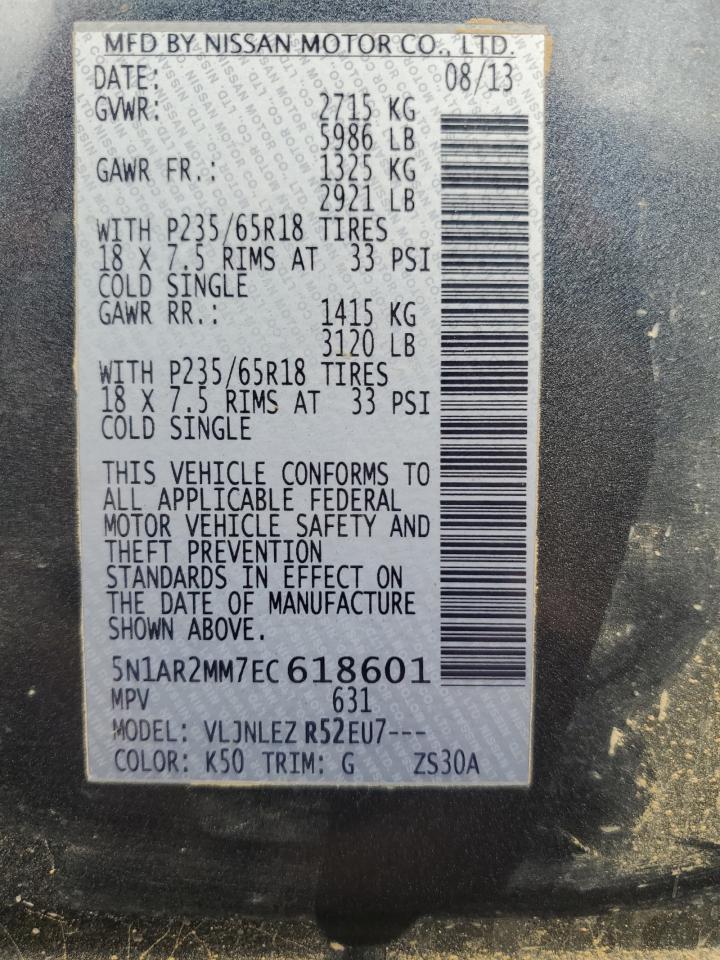 MFD BY NISSAN MOTOR CO., LTD.
DATE: 08/13
GVWR: 2715 KG
5986 LB
GAWR FR.: 1325 KG
2921 LB
WITH P235/65R18 TIRES
18 X 7.5 RIMS AT 33 PSI
COLD SINGLE
GAWR RR.: 1415 KG
3120 LB
WITH P235/65R18 TIRES
18 X 7.5 RIMS AT 33 PSI
COLD SINGLE
THIS VEHICLE CONFORMS TO
ALL APPLICABLE FEDERAL
MOTOR VEHICLE SAFETY AND
THEFT PREVENTION
STANDARDS IN EFFECT ON
THE DATE OF MANUFACTURE
SHOWN ABOVE.
5N1AR2MM7EC618601
MPV 631
MODEL: VLJNLEZ R52EU7---
COLOR: K50 TRIM: G ZS30A